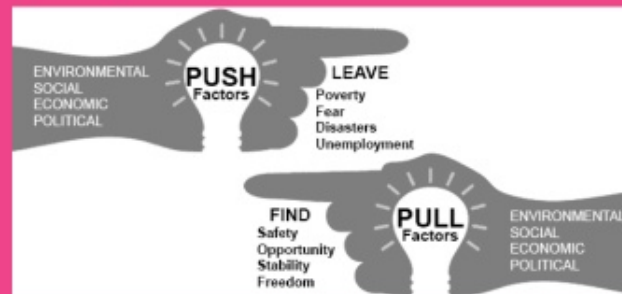 ENVIRONMENTAL
SOCIAL
ECONOMIC
POLITICAL
PUSH
Factors
LEAVE
Poverty
Fear
Disasters
Unemployment
FIND
Safety
Opportunity
Stability
Freedom
PULL
Factors
ENVIRONMENTAL
SOCIAL
ECONOMIC
POLITICAL